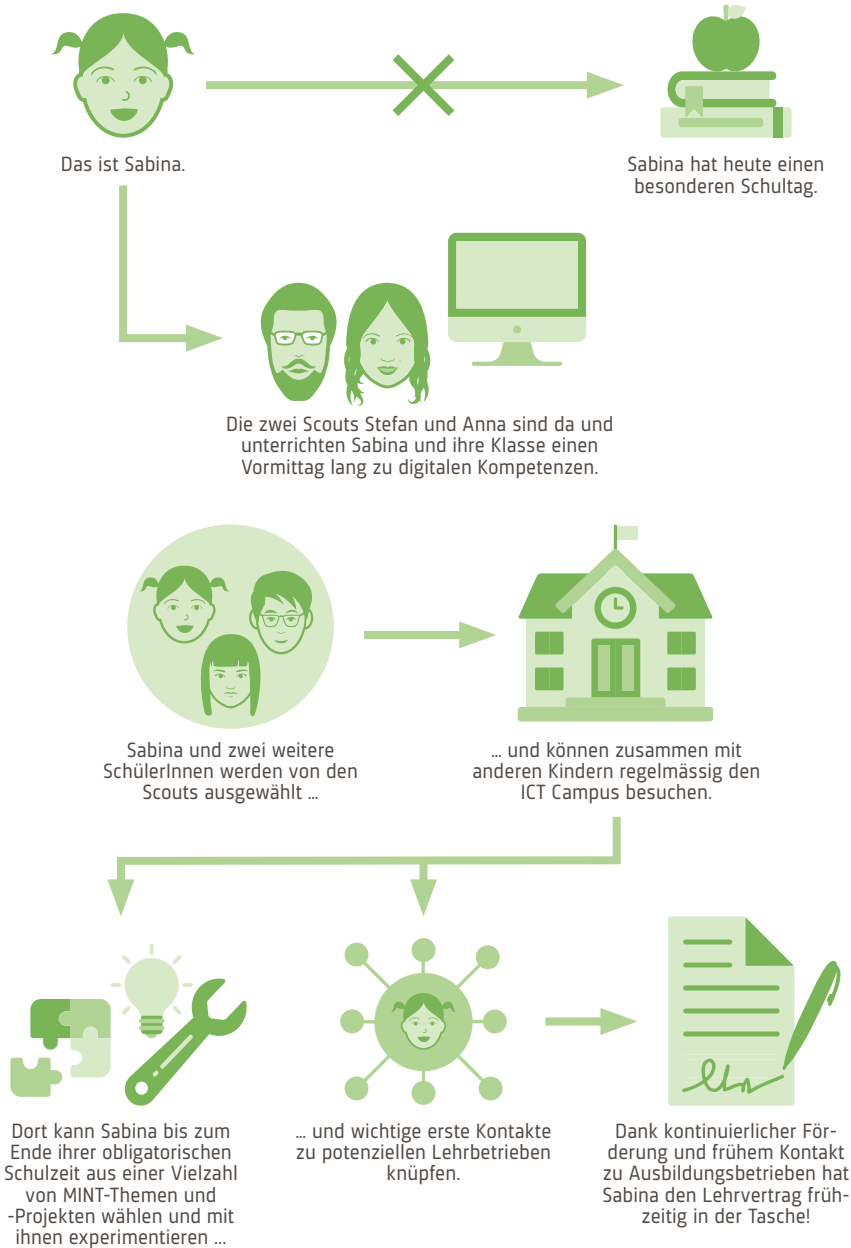 Das ist Sabina.
Sabina hat heute einen
besonderen Schultag.
Die zwei Scouts Stefan und Anna sind da und
unterrichten Sabina und ihre Klasse einen
Vormittag lang zu digitalen Kompetenzen.
Sabina und zwei weitere
SchülerInnen werden von den
Scouts ausgewählt ...
... und können zusammen mit
anderen Kindern regelmässig den
ICT Campus besuchen.
Dort kann Sabina bis zum
Ende ihrer obligatorischen
Schulzeit aus einer Vielzahl
von MINT-Themen und
-Projekten wählen und mit
ihnen experimentieren ...
... und wichtige erste Kontakte
zu potenziellen Lehrbetrieben
knüpfen.
Dank kontinuierlicher För-
derung und frühem Kontakt
zu Ausbildungsbetrieben hat
Sabina den Lehrvertrag früh-
zeitig in der Tasche!